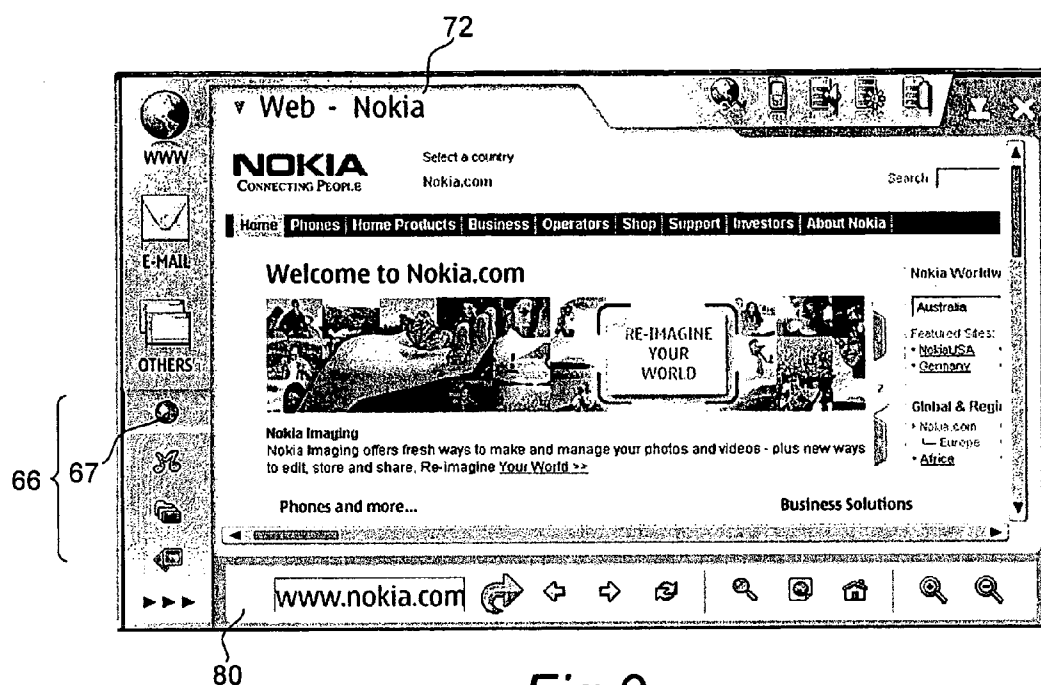 72
Web - Nokia
WWW
NOKIA
CONNECTING PEOPLE
Select a country
Nokia.com
Search
Home Phones Home Products Business Operators Shop Support Investors About Nokia
E-MAIL
Welcome to Nokia.com
Nokia Worldw
Australia
RE-IMAGINE
YOUR
WORLD
Featured Sites:
NokiaUSA
Germany
OTHERS
Global & Regi
Nokia.com
Europe
Africa
66
67
Nokia Imaging
Nokia Imaging offers fresh ways to make and manage your photos and videos - plus new ways
to edit, store and share, Re-imagine Your World >>
Phones and more...
Business Solutions
www.nokia.com
80